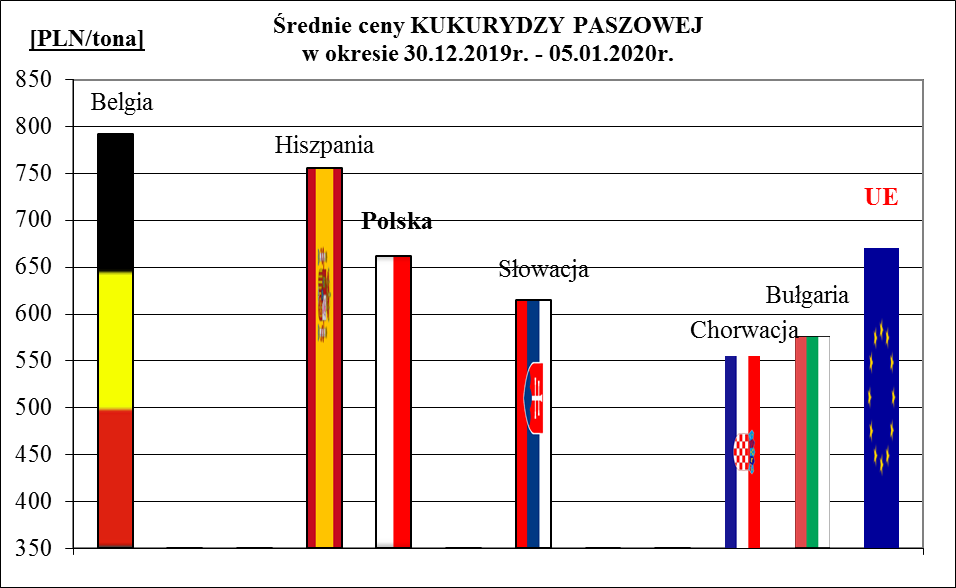 Średnie ceny KUKURYDZY PASZOWEJ
w okresie 30.12.2019r. - 05.01.2020r.
[PLN/tona]
850
800
750
700
650
600
550
500
450
400
350
Belgia
Hiszpania
Polska
Słowacja
Chorwacja
Bułgaria
UE